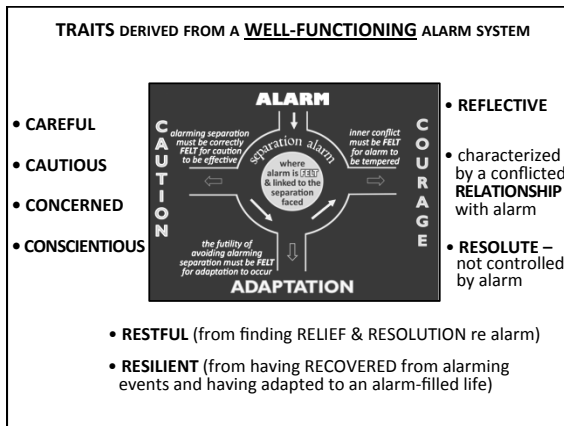 TRAITS DERIVED FROM A WELL-FUNCTIONING ALARM SYSTEM
• CAREFUL
• CAUTIOUS
• CONCERNED
• CONSCIENTIOUS
ALARM
CAUTION
alarming separation
must be correctly
FELT for caution
to be effective
separation alarm
inner conflict
must be FELT
for alarm to
be tempered
COURAGE
where
alarm is FELT
& linked to the
separation
faced
the futility of
avoiding alarming
separation must be FELT
for adaptation to occur
ADAPTATION
• REFLECTIVE
• characterized
by a conflicted
RELATIONSHIP
with alarm
• RESOLUTE –
not controlled
by alarm
• RESTFUL (from finding RELIEF & RESOLUTION re alarm)
• RESILIENT (from having RECOVERED from alarming
events and having adapted to an alarm-filled life)